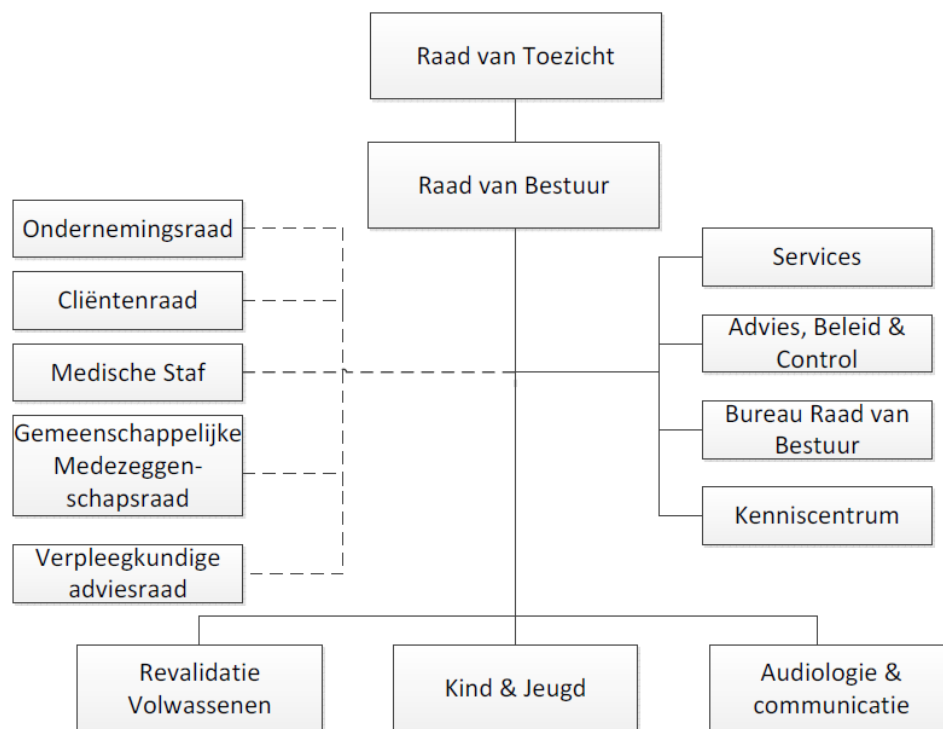 Raad van Toezicht
Raad van Bestuur
Ondernemingsraad
Cliëntenraad
Medische Staf
Gemeenschappelijke
Medezeggen-
schapsraad
Verpleegkundige
adviesraad
Services
Advies, Beleid &
Control
Bureau Raad van
Bestuur
Kenniscentrum
Revalidatie
Volwassenen
Kind & Jeugd
Audiologie &
communicatie